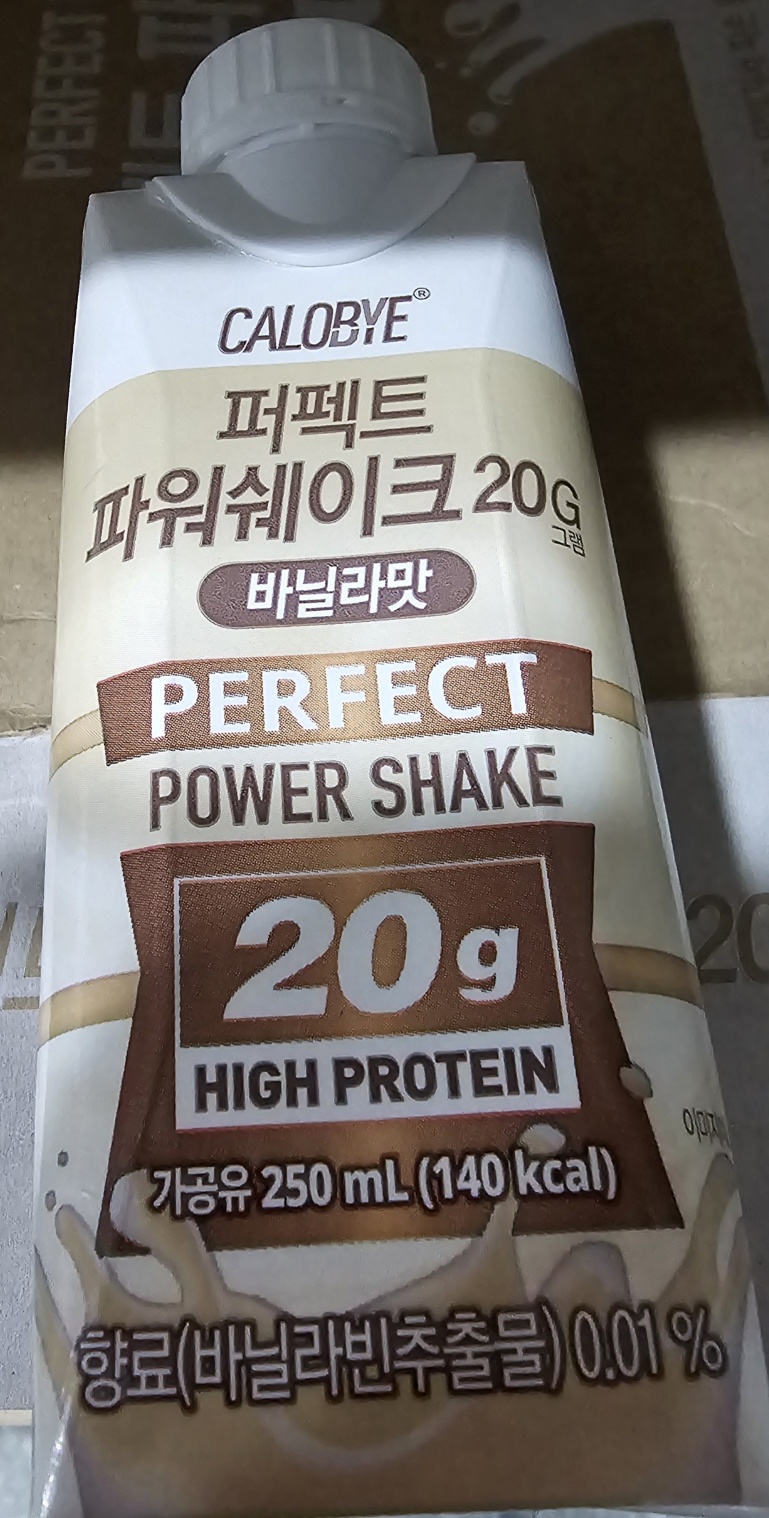 CALOBYE®
퍼펙트
파워쉐이크 20G
그램
바닐라맛
PERFECT
POWER SHAKE
20g
HIGH PROTEIN
가공유 250 mL (140 kcal)
향료(바닐라빈추출물) 0.01 %
PERFECT
20